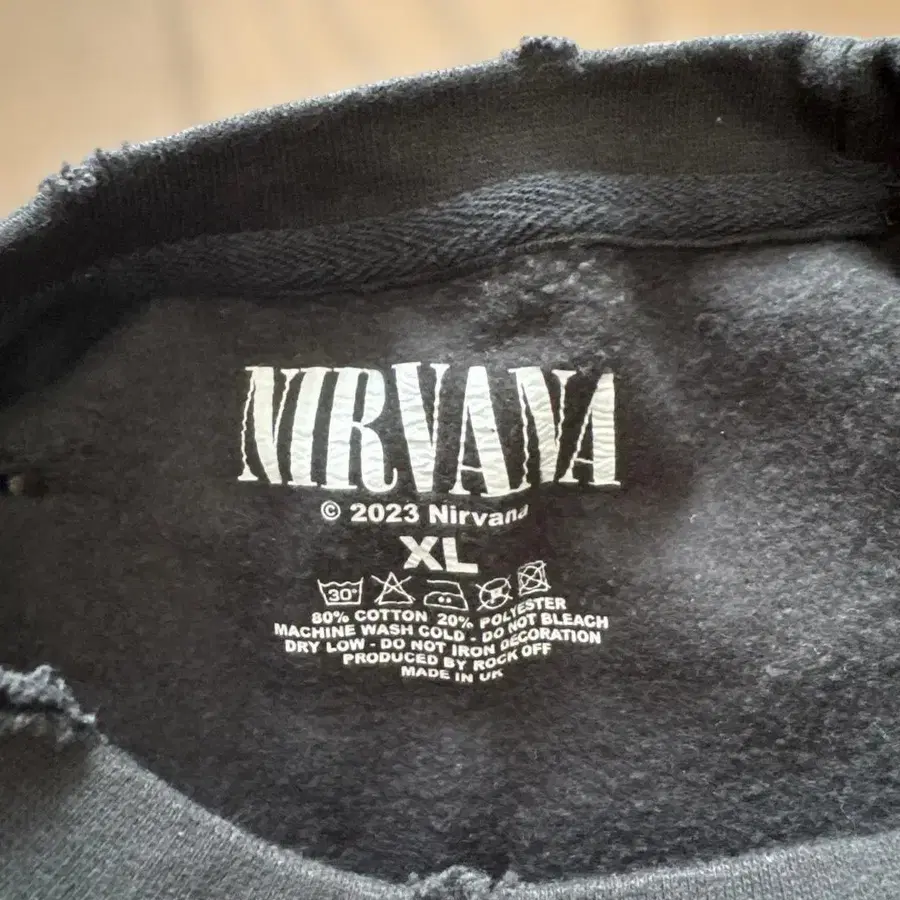 NIRVANA
© 2023 Nirvana
XL
30°
80% COTTON 20% POLYESTER
MACHINE WASH COLD - DO NOT BLEACH
DRY LOW - DO NOT IRON DECORATION
PRODUCED BY ROCK OFF
MADE IN UK